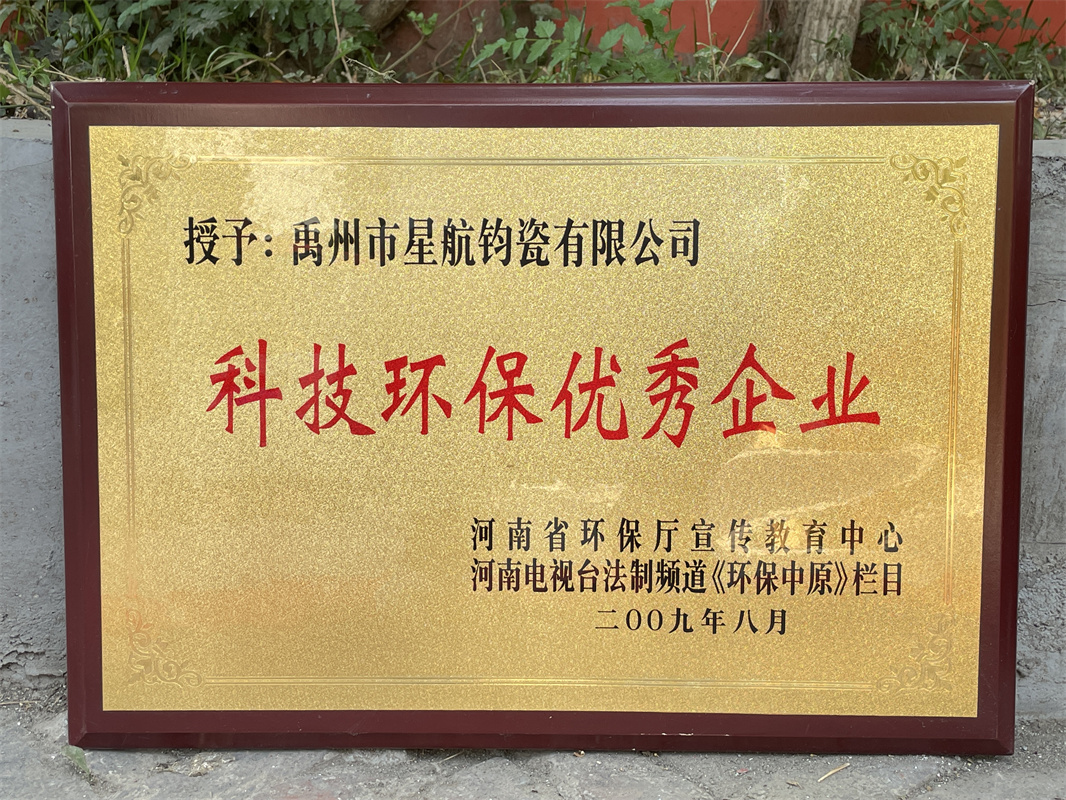 授予：禹州市星航钧瓷有限公司
科技环保优秀企业
河南省环保厅宣传教育中心
河南电视台法制频道《环保中原》栏目
二00九年八月